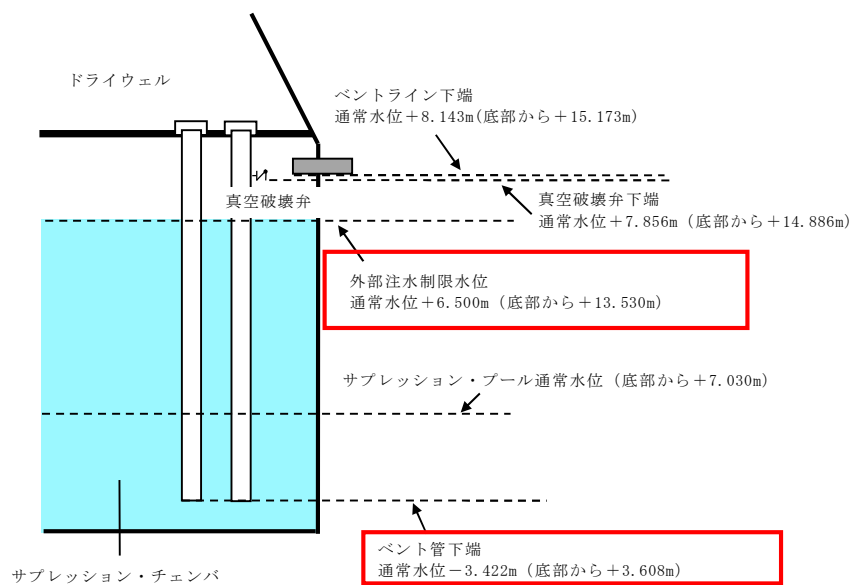 ドライウェル
ベントライン下端
通常水位＋8.143m(底部から＋15.173m)
真空破壊弁
真空破壊弁下端
通常水位＋7.856m（底部から＋14.886m）
外部注水制限水位
通常水位＋6.500m（底部から＋13.530m）
サプレッション・プール通常水位（底部から＋7.030m）
ベント管下端
通常水位－3.422m（底部から＋3.608m）
サプレッション・チェンバ